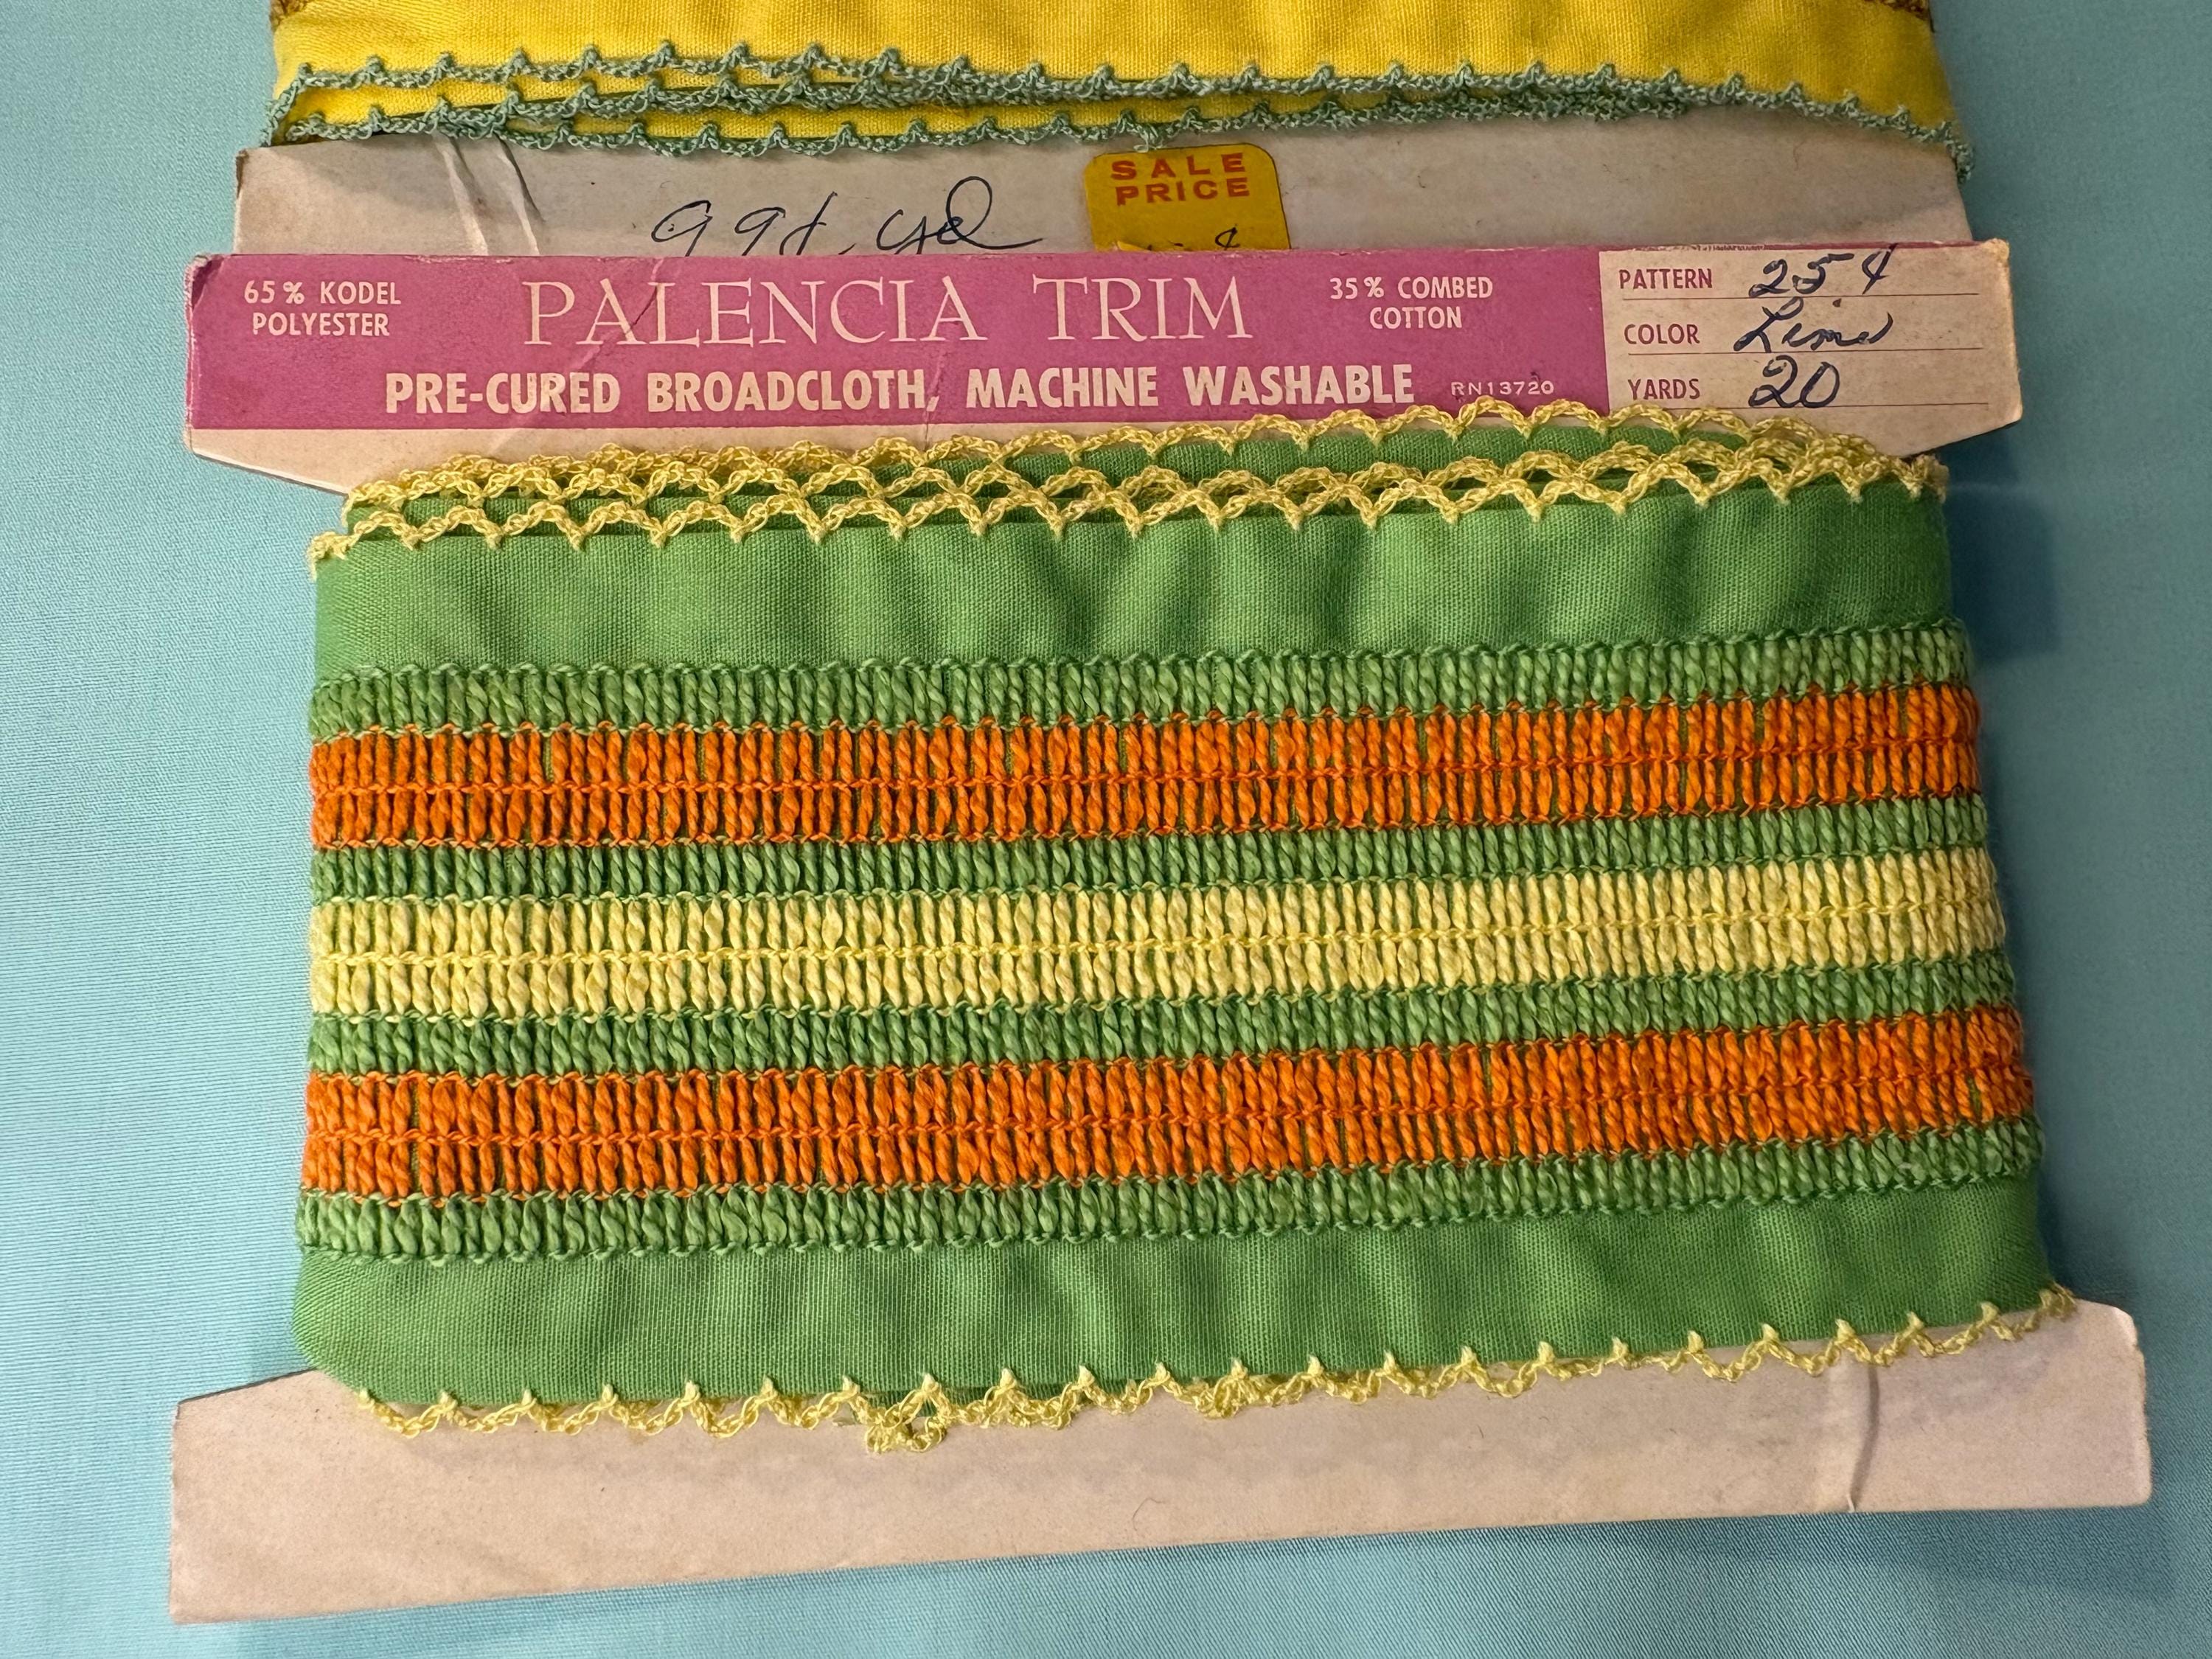 SALE
PRICE
99¢ yd
65% KODEL
POLYESTER
PALENCIA TRIM
35% COMBED
COTTON
PRE-CURED BROADCLOTH, MACHINE WASHABLE
RN13720
PATTERN 254
COLOR Lime
YARDS 20